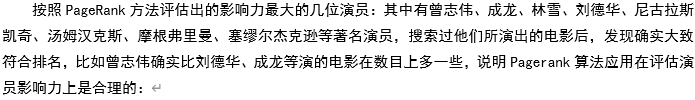 按照 PageRank 方法评估出的影响力最大的几位演员：其中有曾志伟、成龙、林雪、刘德华、尼古拉斯
凯奇、汤姆汉克斯、摩根弗里曼、塞缪尔杰克逊等著名演员，搜索过他们所演出的电影后，发现确实大致
符合排名，比如曾志伟确实比刘德华、成龙等演的电影在数目上多一些，说明 Pagerank 算法应用在评估演
员影响力上是合理的：